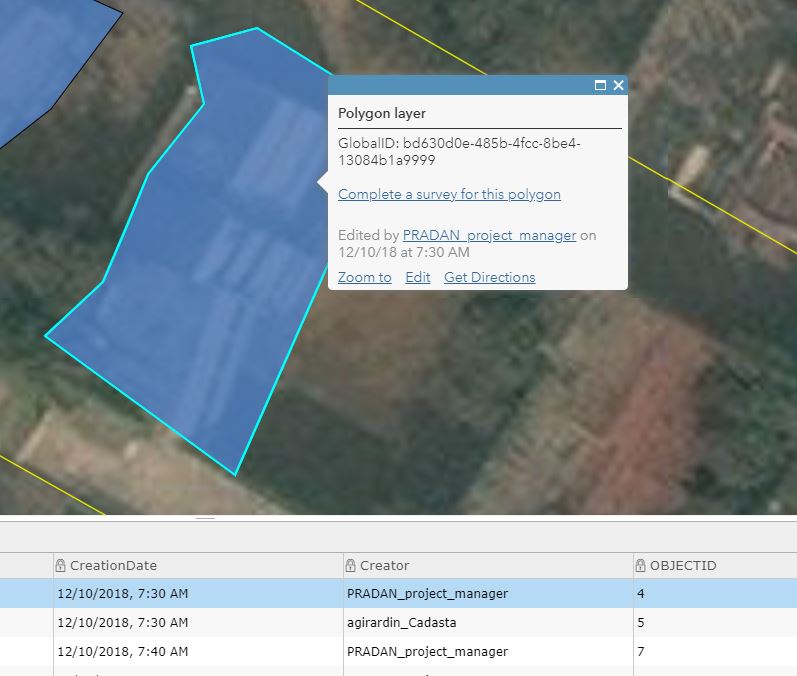 Polygon layer
GlobalID: bd630d0e-485b-4fcc-8be4-
13084b1a9999
Complete a survey for this polygon
Edited by PRADAN_project_manager on
12/10/18 at 7:30 AM
Zoom to Edit Get Directions
CreationDate Creator OBJECTID
12/10/2018, 7:30 AM PRADAN_project_manager 4
12/10/2018, 7:30 AM agirardin_Cadasta 5
12/10/2018, 7:40 AM PRADAN_project_manager 7